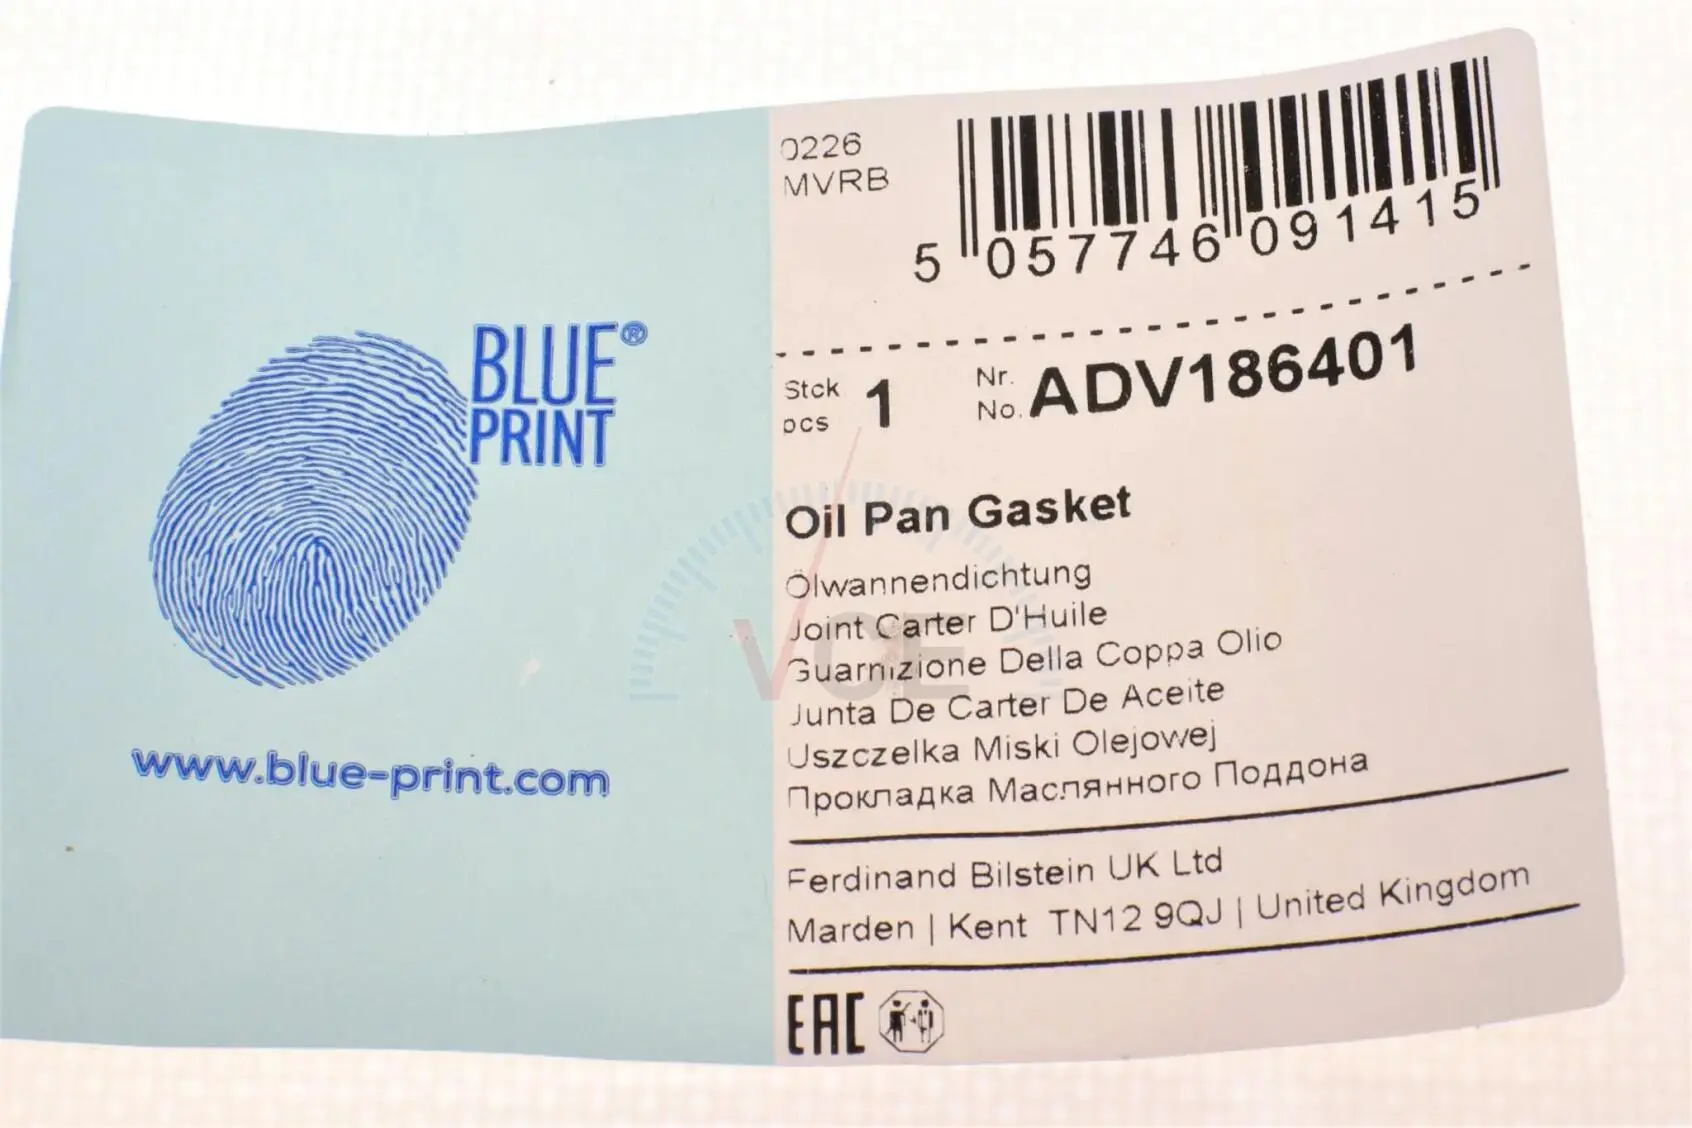 BLUE®
PRINT
www.blue-print.com
0226
MVRB
5 057746 091415
Stck
pcs
1
Nr.
No.
ADV186401
Oil Pan Gasket
Ölwannendichtung
Joint Carter D'Huile
Guarnizione Della Coppa Olio
Junta De Carter De Aceite
Uszczelka Miski Olejowej
Прокладка Маслянного Поддона
Ferdinand Bilstein UK Ltd
Marden | Kent TN12 9QJ | United Kingdom
EAC
VCE